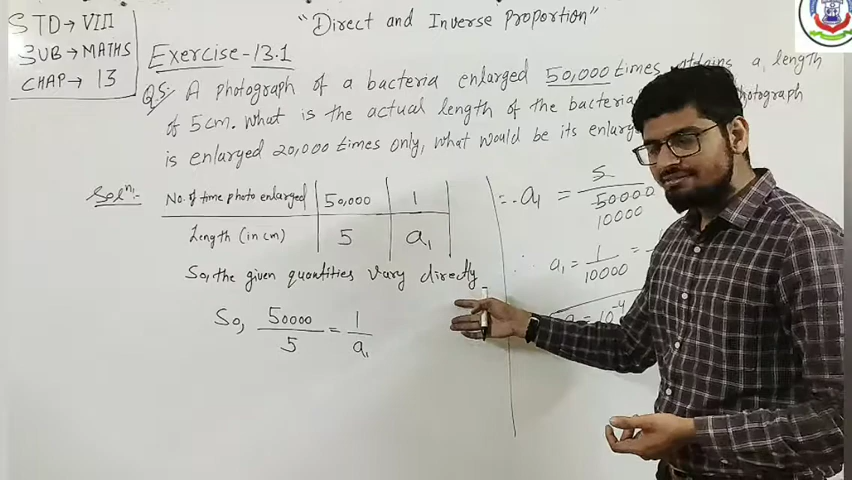 STD → VIII
SUB → MATHS
CHAP → 13
"Direct and Inverse Proportion"
Exercise-13.1
Q.5:- A photograph of a bacteria enlarged 50,000 times attains a length
of 5cm. What is the actual length of the bacteria photograph
is enlarged 20,000 times only, what would be its enlarg
Solⁿ:-
No. of time photo enlarged 50,000 1
Length (in cm) 5 a₁
So, the given quantities vary directly
So, 50000/5 = 1/a₁
∴ a₁ = 5/50000
10000
∴ a₁ = 1/10000 =
10⁻⁴